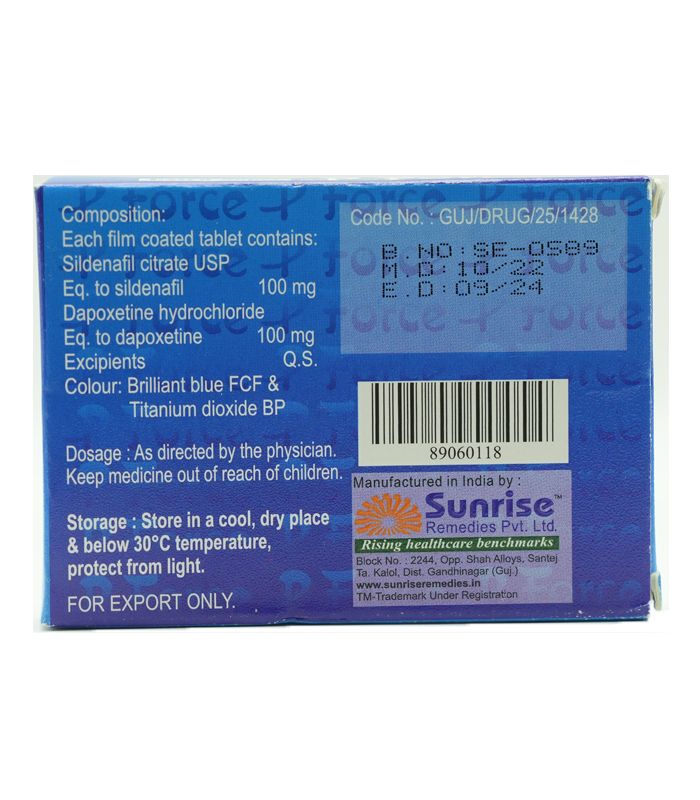 Composition:
Each film coated tablet contains:
Sildenafil citrate USP
Eq. to sildenafil 100 mg
Dapoxetine hydrochloride
Eq. to dapoxetine 100 mg
Excipients Q.S.
Colour: Brilliant blue FCF &
Titanium dioxide BP
Dosage : As directed by the physician.
Keep medicine out of reach of children.
Storage : Store in a cool, dry place
& below 30°C temperature,
protect from light.
FOR EXPORT ONLY.
Code No. : GUJ/DRUG/25/1428
B.NO:SE-0589
M.D:10/22
E.D:09/24
89060118
Manufactured in India by :
Sunrise™
Remedies Pvt. Ltd.
Rising healthcare benchmarks
Block No. : 2244, Opp. Shah Alloys, Santej
Ta. Kalol, Dist. Gandhinagar (Guj.)
www.sunriseremedies.in
TM-Trademark Under Registration
force
force